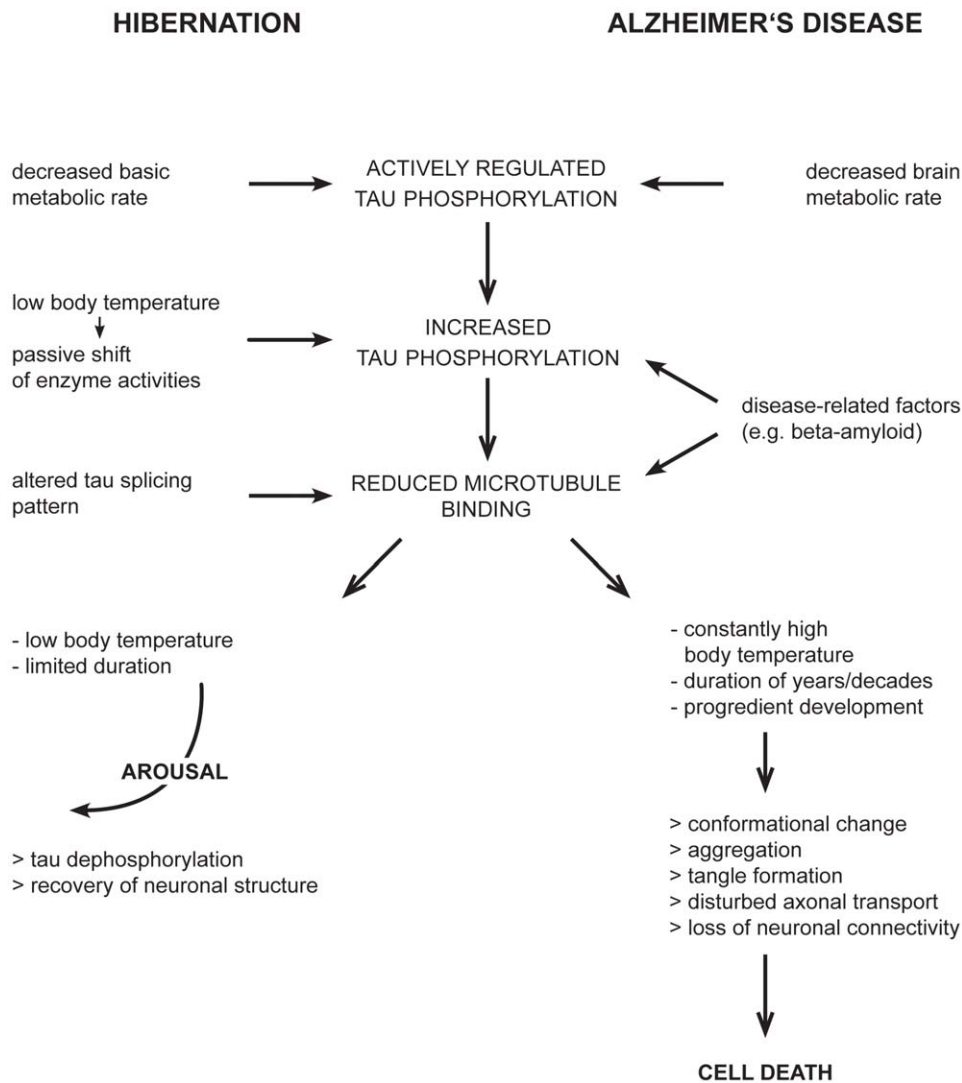 HIBERNATION
ALZHEIMER‘S DISEASE
decreased basic
metabolic rate
ACTIVELY REGULATED
TAU PHOSPHORYLATION
decreased brain
metabolic rate
low body temperature
passive shift
of enzyme activities
INCREASED
TAU PHOSPHORYLATION
disease-related factors
(e.g. beta-amyloid)
altered tau splicing
pattern
REDUCED MICROTUBULE
BINDING
- low body temperature
- limited duration
- constantly high
body temperature
- duration of years/decades
- progredient development
AROUSAL
> tau dephosphorylation
> recovery of neuronal structure
> conformational change
> aggregation
> tangle formation
> disturbed axonal transport
> loss of neuronal connectivity
CELL DEATH